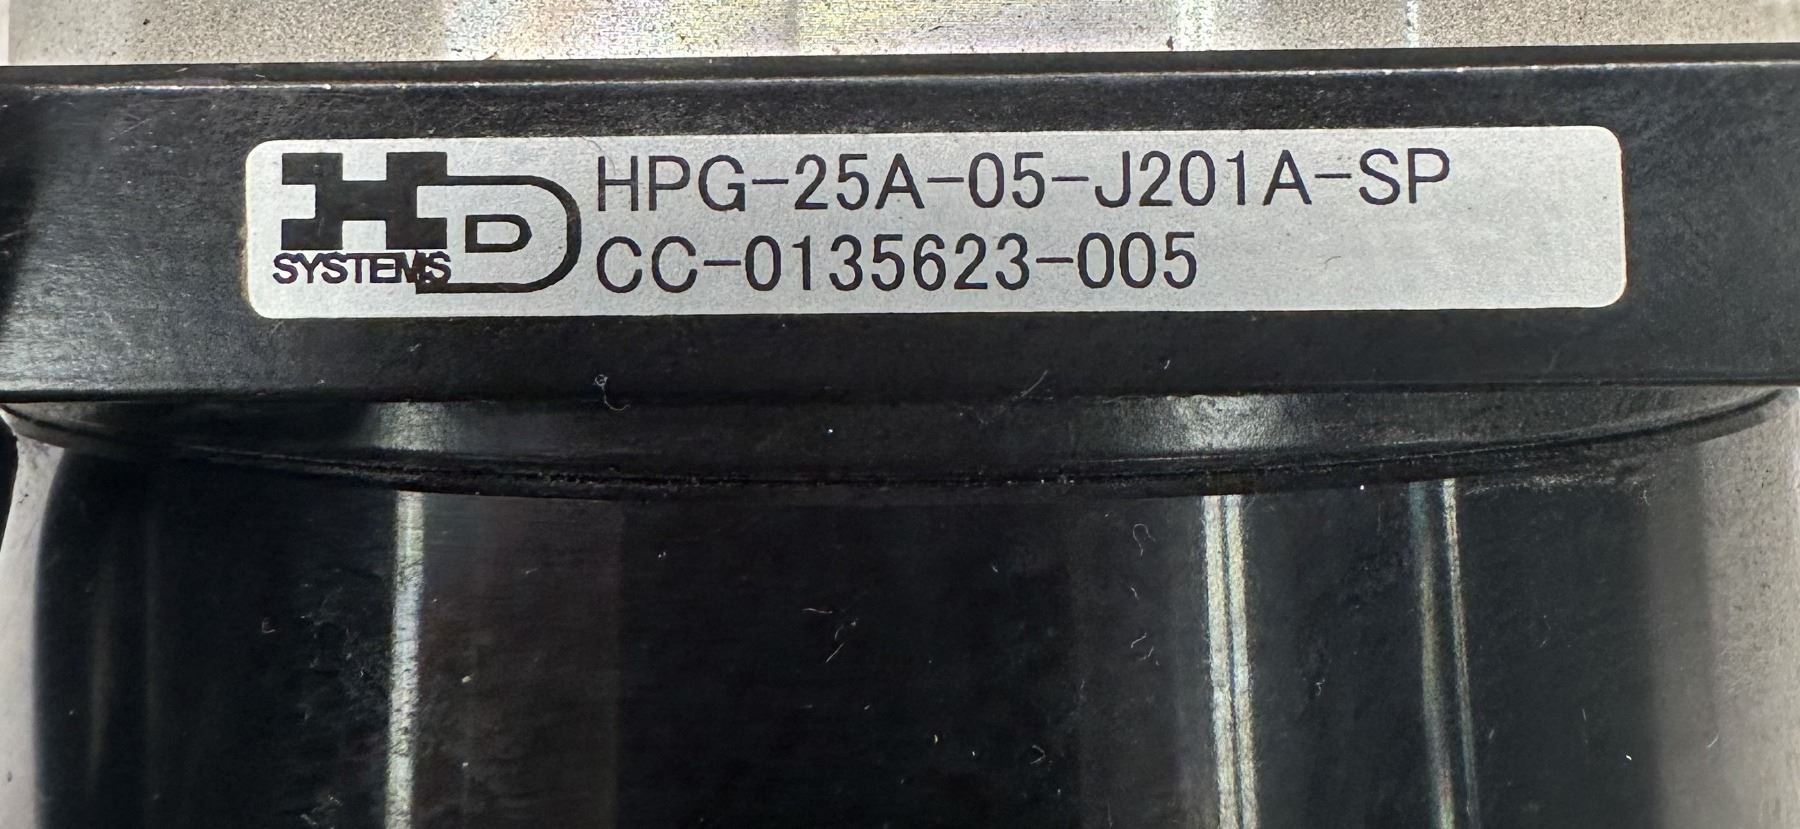 HD SYSTEMS
HPG-25A-05-J201A-SP
CC-0135623-005